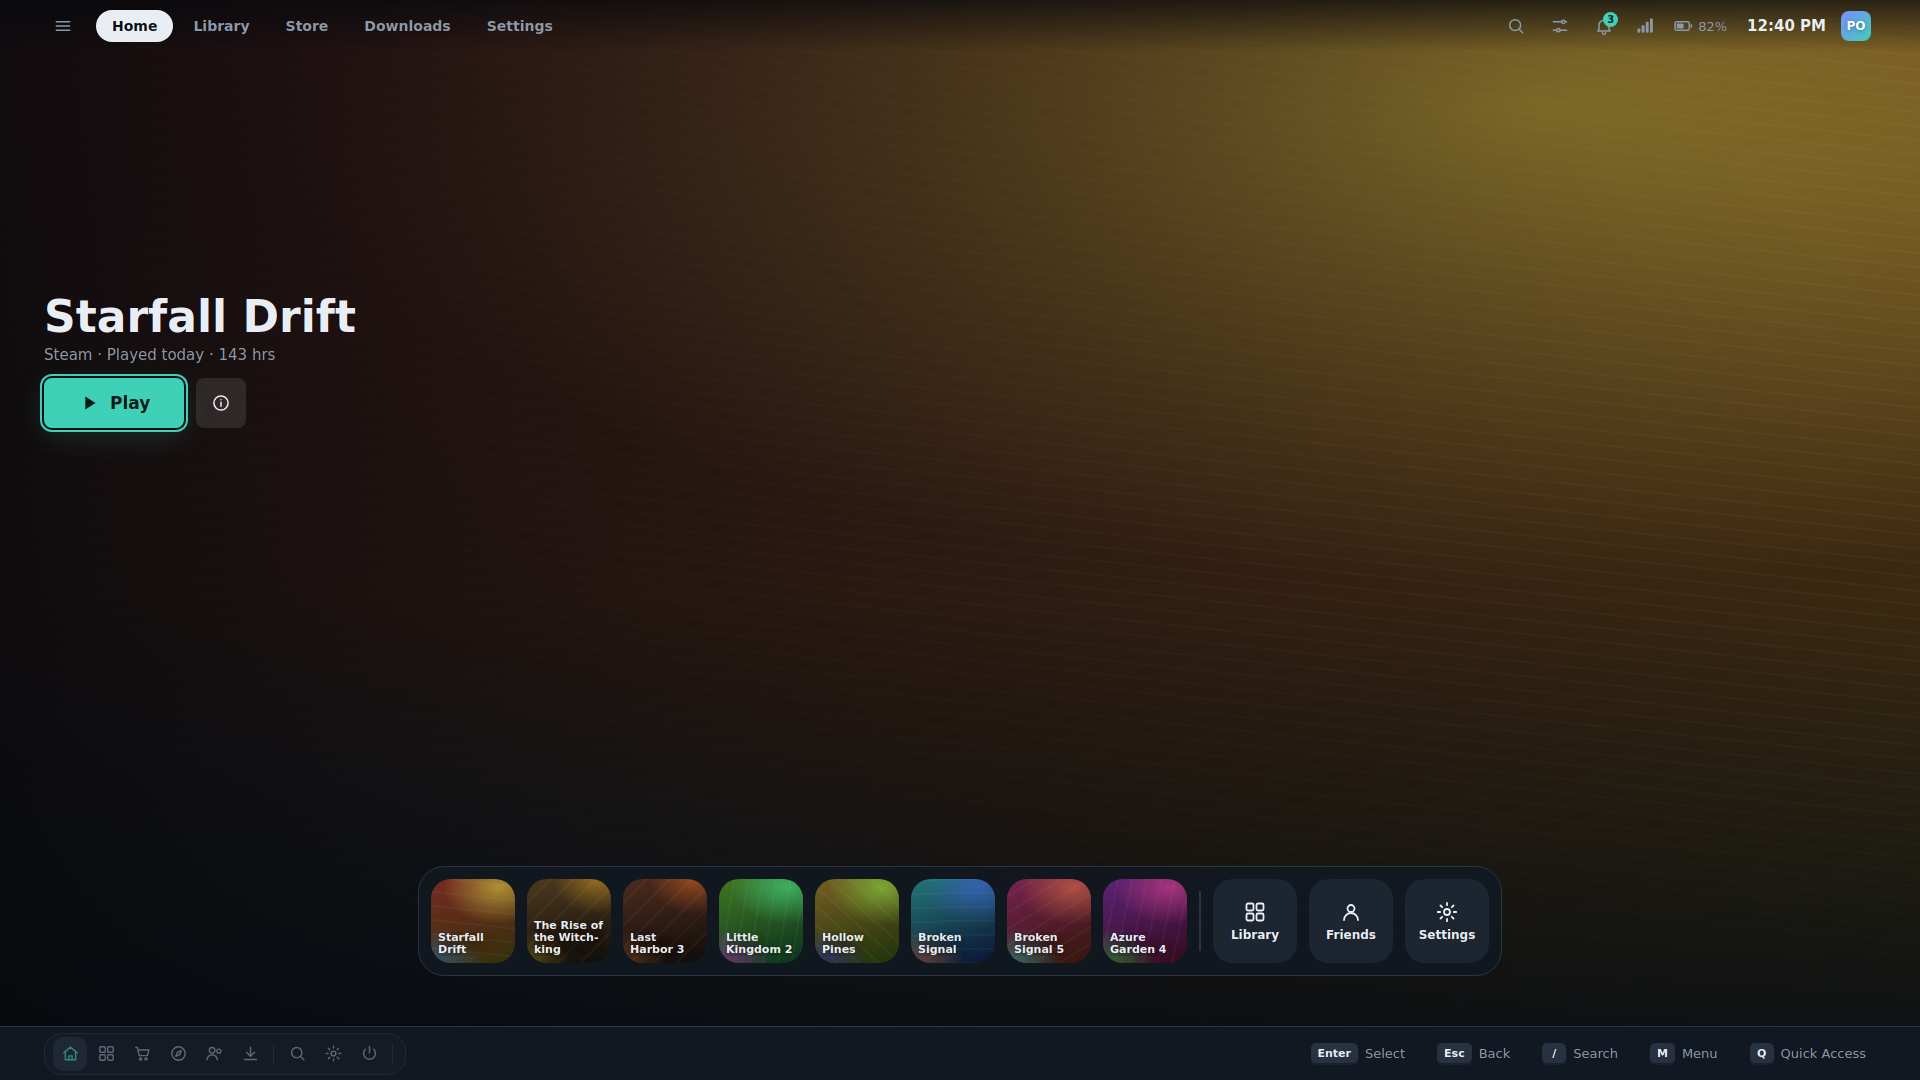 Home Library Store Downloads Settings 3 82% 12:40 PM PO
Starfall Drift
Steam · Played today · 143 hrs
Play
Starfall
Drift
The Rise of
the Witch-
king
Last
Harbor 3
Little
Kingdom 2
Hollow
Pines
Broken
Signal
Broken
Signal 5
Azure
Garden 4
Library
Friends
Settings
Enter Select Esc Back / Search M Menu Q Quick Access